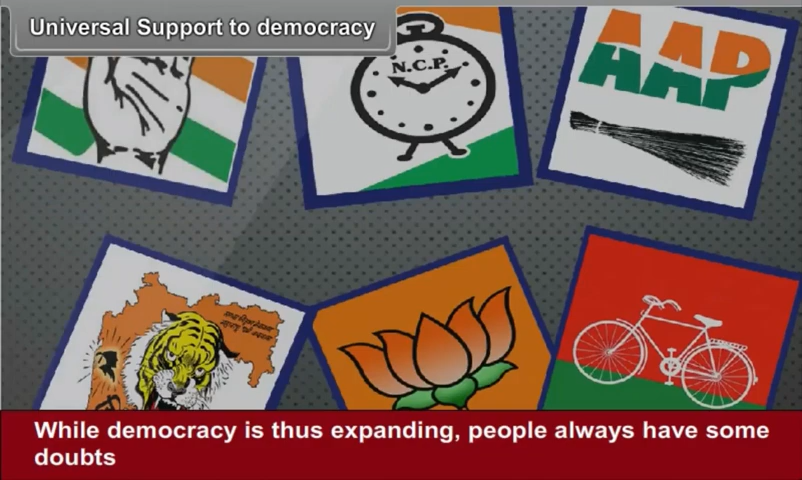 Universal Support to democracy
N.C.P.
AAP
While democracy is thus expanding, people always have some
doubts